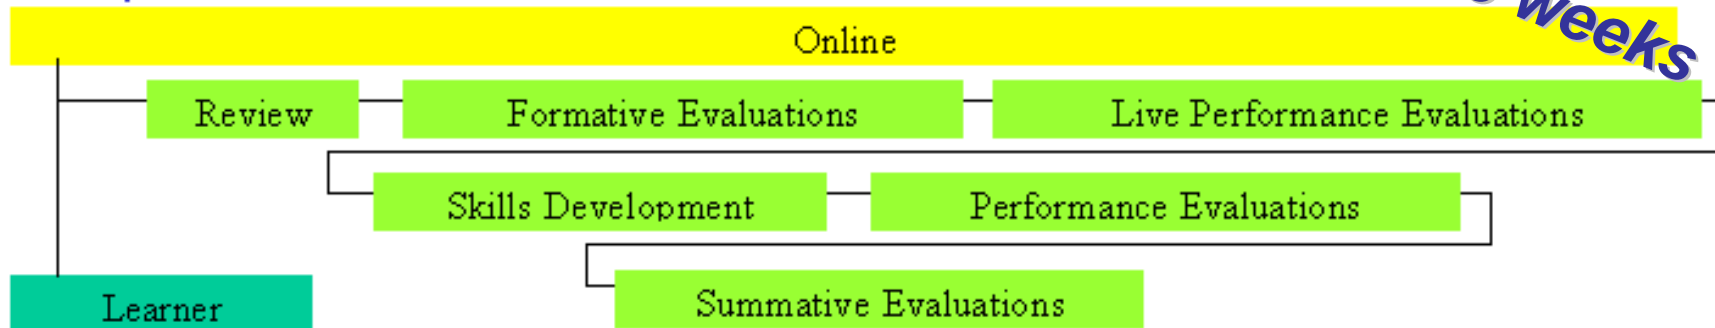 weeks
Online
Review
Formative Evaluations
Live Performance Evaluations
Skills Development
Performance Evaluations
Learner
Summative Evaluations